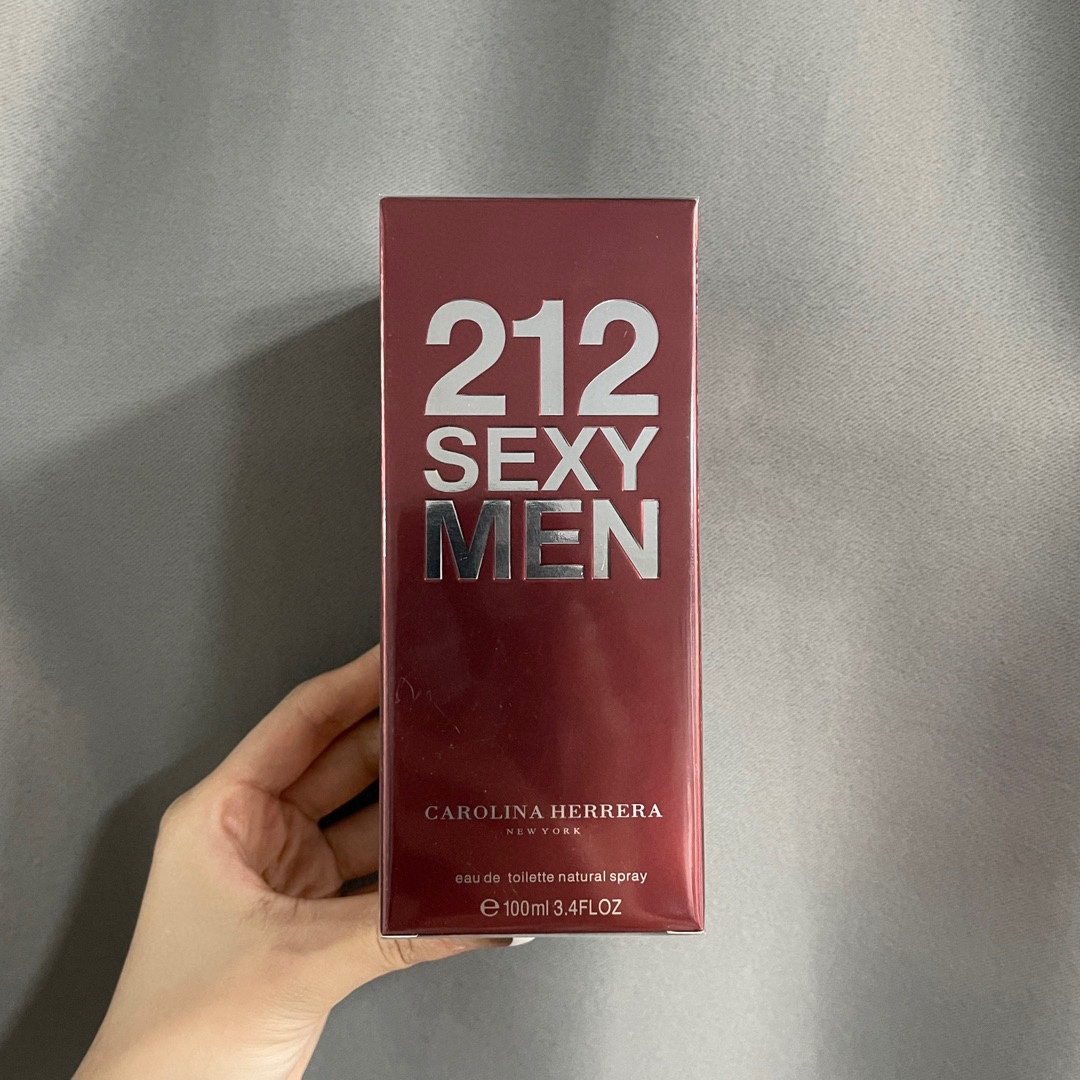 212
SEXY
MEN
CAROLINA HERRERA
NEW YORK
eau de toilette natural spray
℮ 100ml 3.4FLOZ